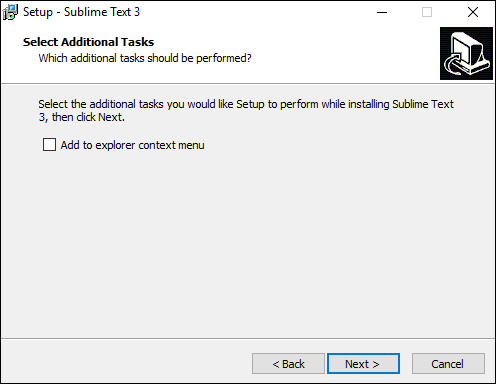 Setup - Sublime Text 3
Select Additional Tasks
Which additional tasks should be performed?
Select the additional tasks you would like Setup to perform while installing Sublime Text
3, then click Next.
Add to explorer context menu
< Back
Next >
Cancel